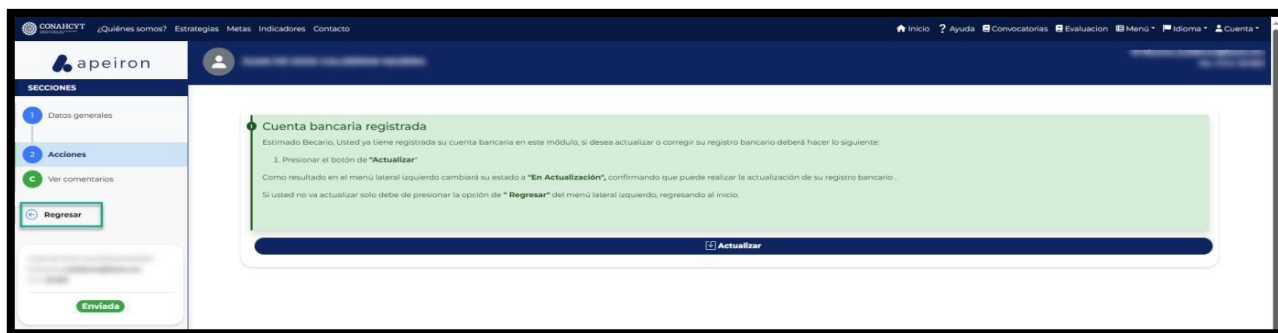 CONAHCYT ¿Quiénes somos? Estrategias Metas Indicadores Contacto Inicio ? Ayuda Convocatorias Evaluacion Menú Idioma Cuenta
apeiron
SECCIONES
1 Datos generales
2 Acciones
C Ver comentarios
Regresar
Enviada
Cuenta bancaria registrada
Estimado Becario, Usted ya tiene registrada su cuenta bancaria en este módulo, si desea actualizar o corregir su registro bancario deberá hacer lo siguiente:
1. Presionar el botón de "Actualizar"
Como resultado en el menú lateral izquierdo cambiará su estado a "En Actualización", confirmando que puede realizar la actualización de su registro bancario .
Si usted no va actualizar solo debe de presionar la opción de " Regresar" del menú lateral izquierdo, regresando al inicio.
Actualizar